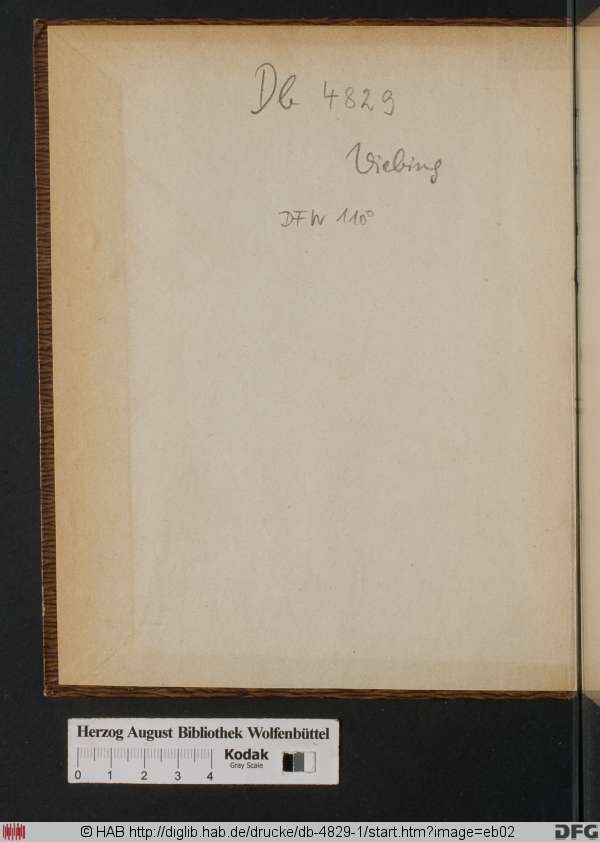 Db 4829
Viebing
DFW 110°
Herzog August Bibliothek Wolfenbüttel
0 1 2 3 4
Kodak
Gray Scale
© HAB http://diglib.hab.de/drucke/db-4829-1/start.htm?image=eb02
DFG